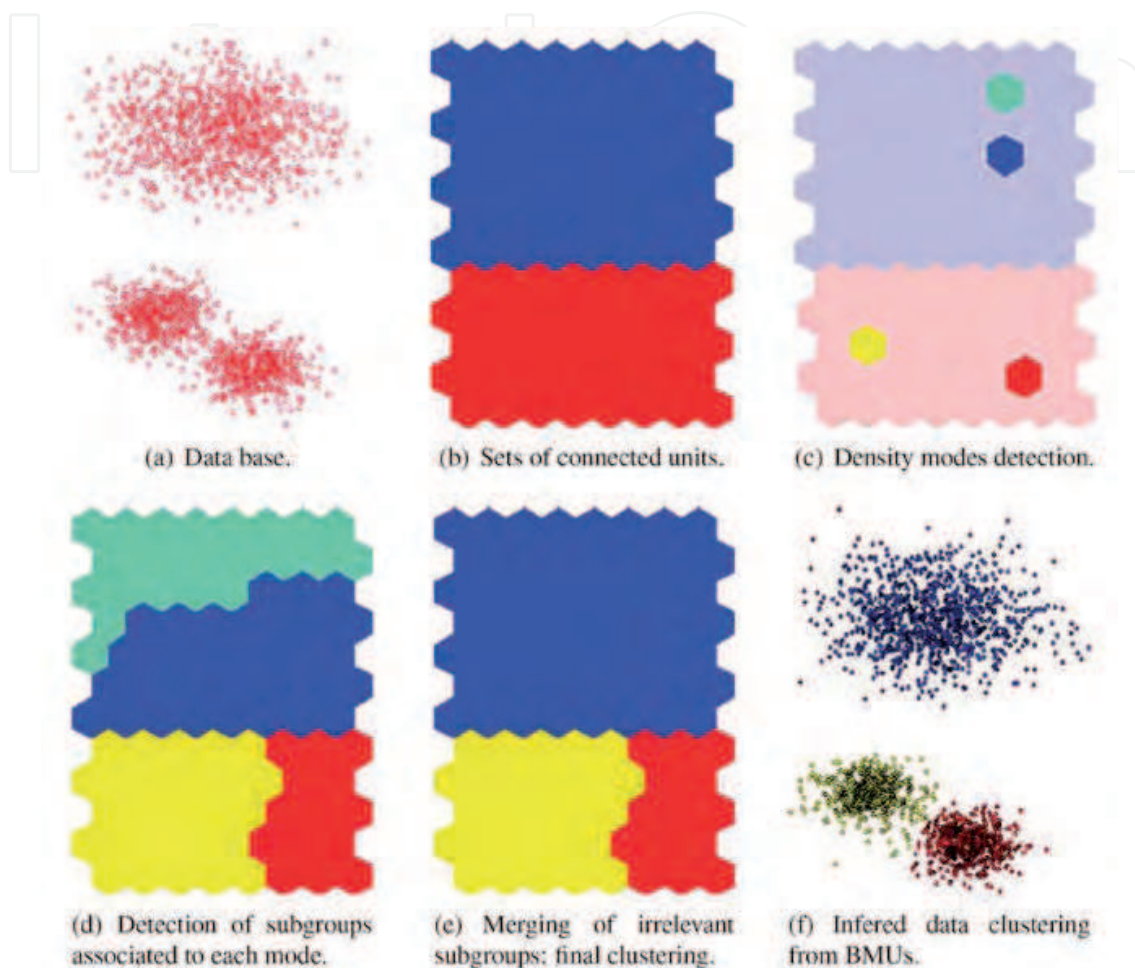 (a) Data base.
(b) Sets of connected units.
(c) Density modes detection.
(d) Detection of subgroups
associated to each mode.
(e) Merging of irrelevant
subgroups: final clustering.
(f) Infered data clustering
from BMUs.